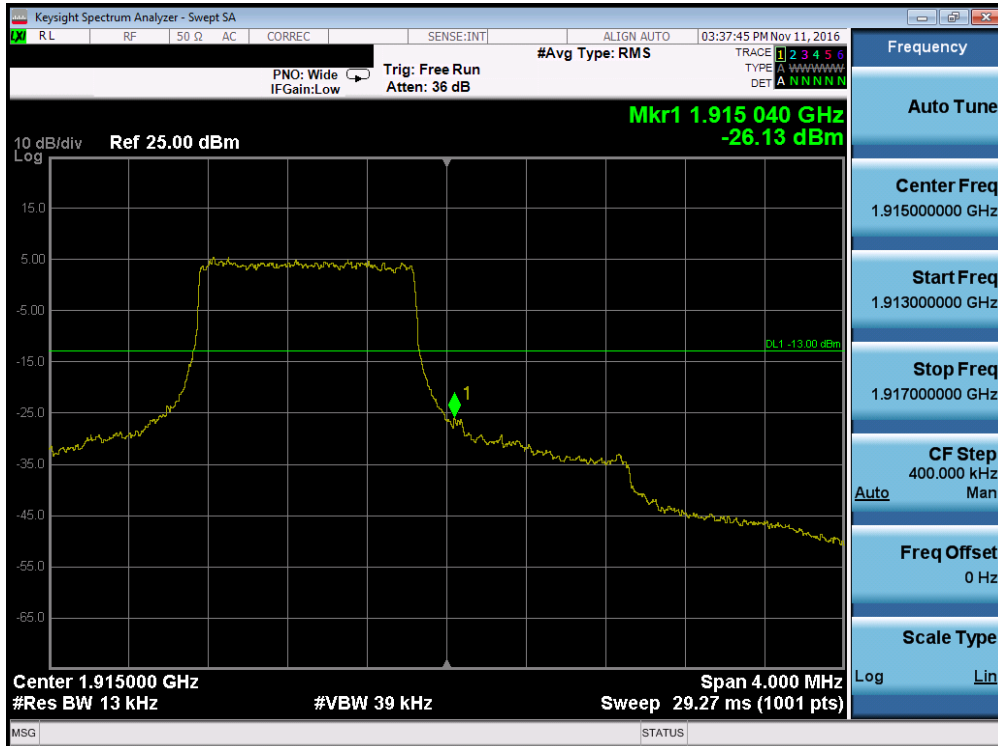 Keysight Spectrum Analyzer - Swept SA
LXI RL RF 50 Ω AC CORREC SENSE:INT ALIGN AUTO 03:37:45 PM Nov 11, 2016
#Avg Type: RMS
TRACE 1 2 3 4 5 6
TYPE A WWWWW
DET A N N N N N
PNO: Wide
IFGain:Low
Trig: Free Run
Atten: 36 dB
Mkr1 1.915 040 GHz
-26.13 dBm
10 dB/div
Log
Ref 25.00 dBm
15.0
5.00
-5.00
-15.0
-25.0
-35.0
-45.0
-55.0
-65.0
DL1 -13.00 dBm
1
Center 1.915000 GHz
Span 4.000 MHz
#Res BW 13 kHz
#VBW 39 kHz
Sweep 29.27 ms (1001 pts)
MSG
STATUS
Frequency
Auto Tune
Center Freq
1.915000000 GHz
Start Freq
1.913000000 GHz
Stop Freq
1.917000000 GHz
CF Step
400.000 kHz
Auto Man
Freq Offset
0 Hz
Scale Type
Log Lin